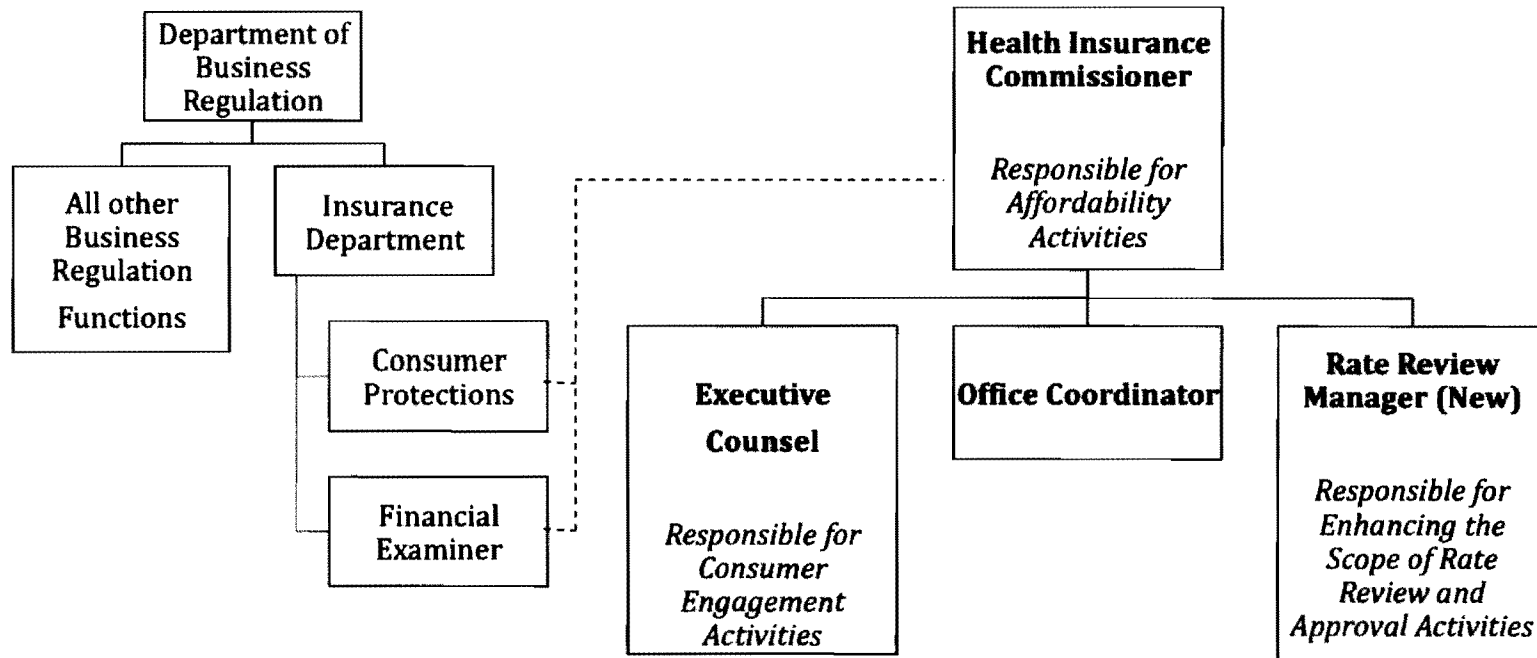 Department of
Business
Regulation
All other
Business
Regulation
Functions
Insurance
Department
Consumer
Protections
Financial
Examiner
Health Insurance
Commissioner
Responsible for
Affordability
Activities
Executive
Counsel
Responsible for
Consumer
Engagement
Activities
Office Coordinator
Rate Review
Manager (New)
Responsible for
Enhancing the
Scope of Rate
Review and
Approval Activities